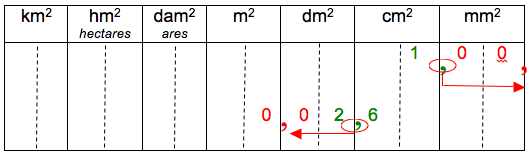 km² hm² dam² m² dm² cm² mm²
hectares ares
1 , 0 0 ,
0 , 0 2 , 6